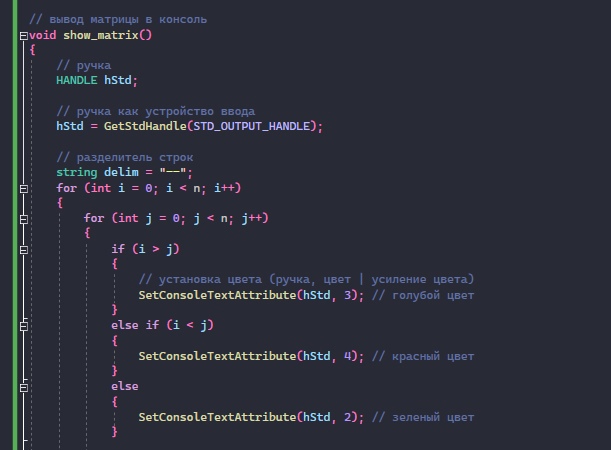 // вывод матрицы в консоль
void show_matrix()
{
// ручка
HANDLE hStd;
// ручка как устройство ввода
hStd = GetStdHandle(STD_OUTPUT_HANDLE);
// разделитель строк
string delim = "--";
for (int i = 0; i < n; i++)
{
for (int j = 0; j < n; j++)
{
if (i > j)
{
// установка цвета (ручка, цвет | усиление цвета)
SetConsoleTextAttribute(hStd, 3); // голубой цвет
}
else if (i < j)
{
SetConsoleTextAttribute(hStd, 4); // красный цвет
}
else
{
SetConsoleTextAttribute(hStd, 2); // зеленый цвет
}